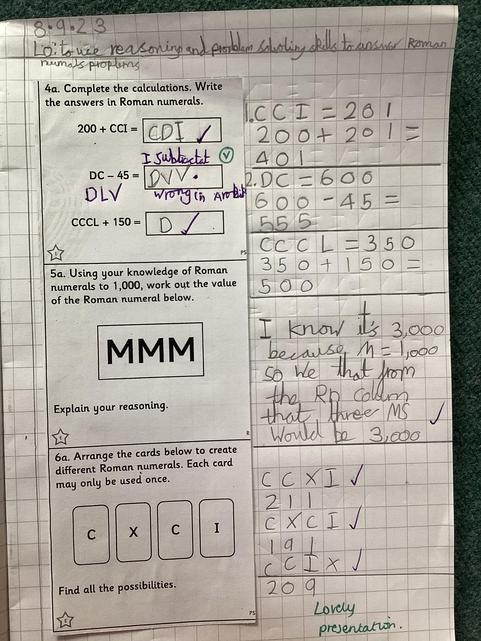 8.9.23
Lo: to use reasoning and problem solving skills to answer Roman
numals proplems
4a. Complete the calculations. Write
the answers in Roman numerals.
200 + CCI = CDI ✓
I subtractet
DC – 45 = DVV •
DLV wrong in
CCCL + 150 = D ✓
PS
5a. Using your knowledge of Roman
numerals to 1,000, work out the value
of the Roman numeral below.
MMM
Explain your reasoning.
R
6a. Arrange the cards below to create
different Roman numerals. Each card
may only be used once.
C X C I
Find all the possibilities.
PS
1. CCI = 201
200 + 201 =
401
2. DC = 600
600 - 45 =
555
CCCL = 350
350 + 150 =
500
I know it's 3,000
because M = 1,000
so we that from
the Rn column
that three MS ✓
would be 3,000
CCXI ✓
211
CXCI ✓
191
CCIX ✓
209
Lovely
presentation.